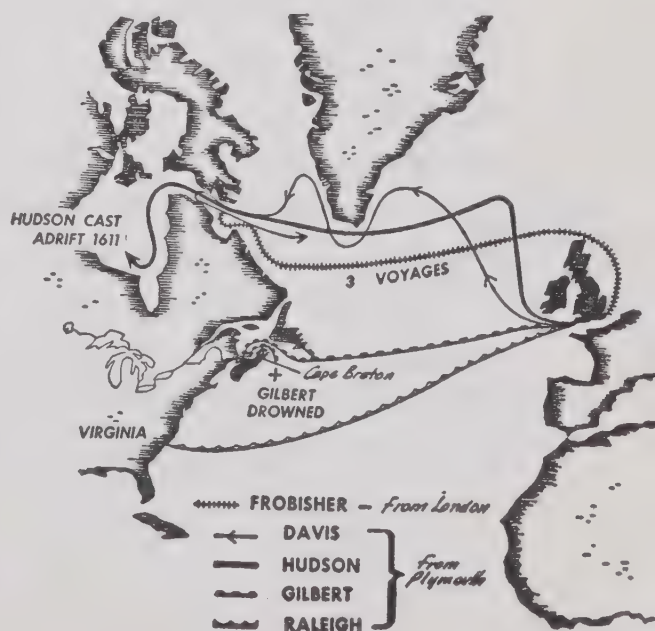 HUDSON CAST
ADRIFT 1611
3 VOYAGES
Cape Breton
+
GILBERT
DROWNED
VIRGINIA
FROBISHER - From London
DAVIS
HUDSON
GILBERT
RALEIGH
From
Plymouth